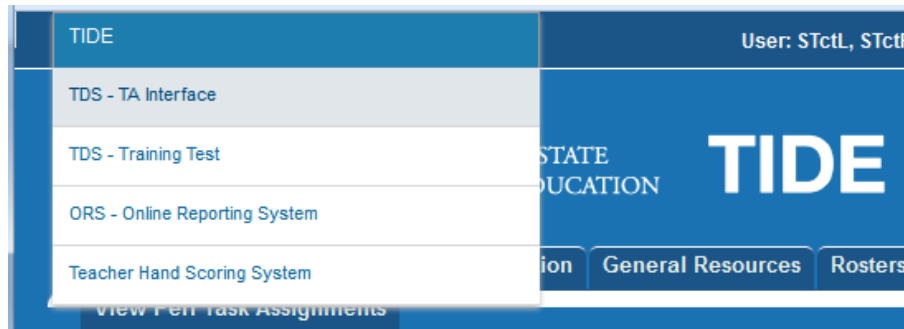 TIDE
User: STctL, STct
TDS - TA Interface
TDS - Training Test
STATE
TIDE
UCATION
ORS - Online Reporting System
ion
General Resources
Rosters
Teacher Hand Scoring System
View Perf Task Assignments